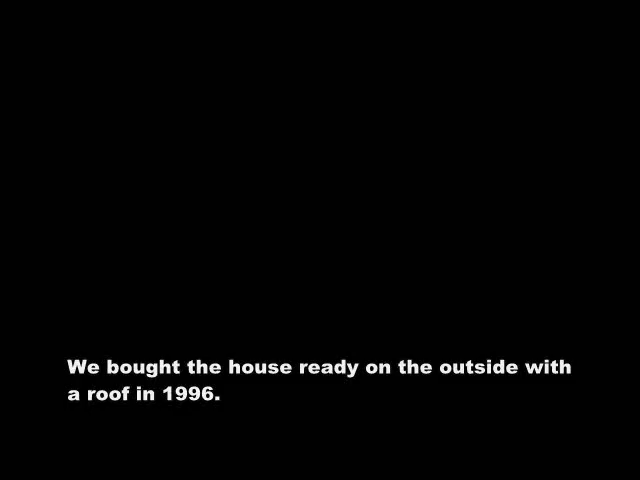 We bought the house ready on the outside with
a roof in 1996.